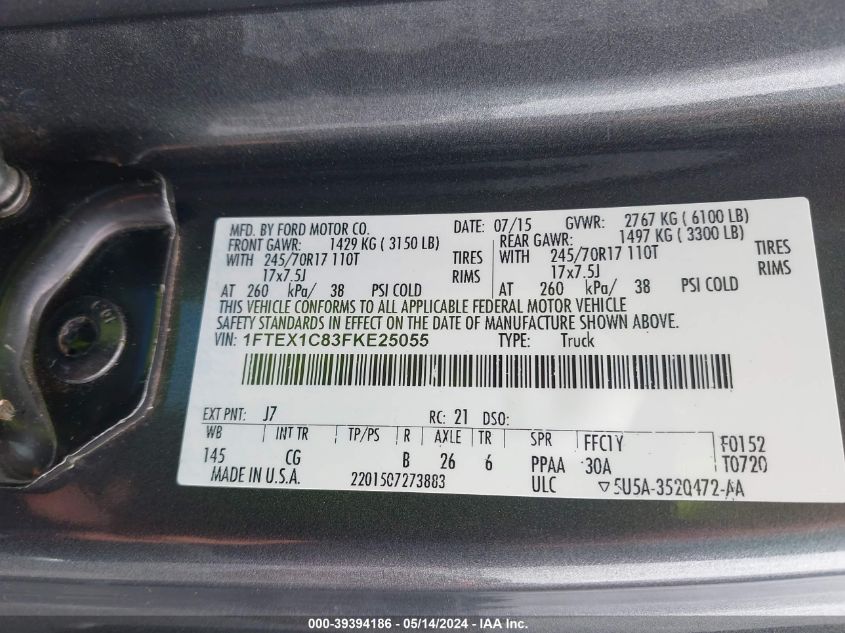 MFD. BY FORD MOTOR CO. DATE: 07/15 GVWR: 2767 KG ( 6100 LB)
FRONT GAWR: 1429 KG ( 3150 LB) REAR GAWR: 1497 KG ( 3300 LB)
WITH 245/70R17 110T TIRES WITH 245/70R17 110T TIRES
17x7.5J RIMS 17x7.5J RIMS
AT 260 kPa/ 38 PSI COLD AT 260 kPa/ 38 PSI COLD
THIS VEHICLE CONFORMS TO ALL APPLICABLE FEDERAL MOTOR VEHICLE
SAFETY STANDARDS IN EFFECT ON THE DATE OF MANUFACTURE SHOWN ABOVE.
VIN: 1FTEX1C83FKE25055 TYPE: Truck
EXT PNT: J7 RC: 21 DSO:
WB INT TR TP/PS R AXLE TR SPR FFC1Y F0152
145 CG B 26 6 PPAA 30A T0720
MADE IN U.S.A. 2201507273883 ULC ▽5U5A-3520472-AA
000-39394186 - 05/14/2024 - IAA Inc.